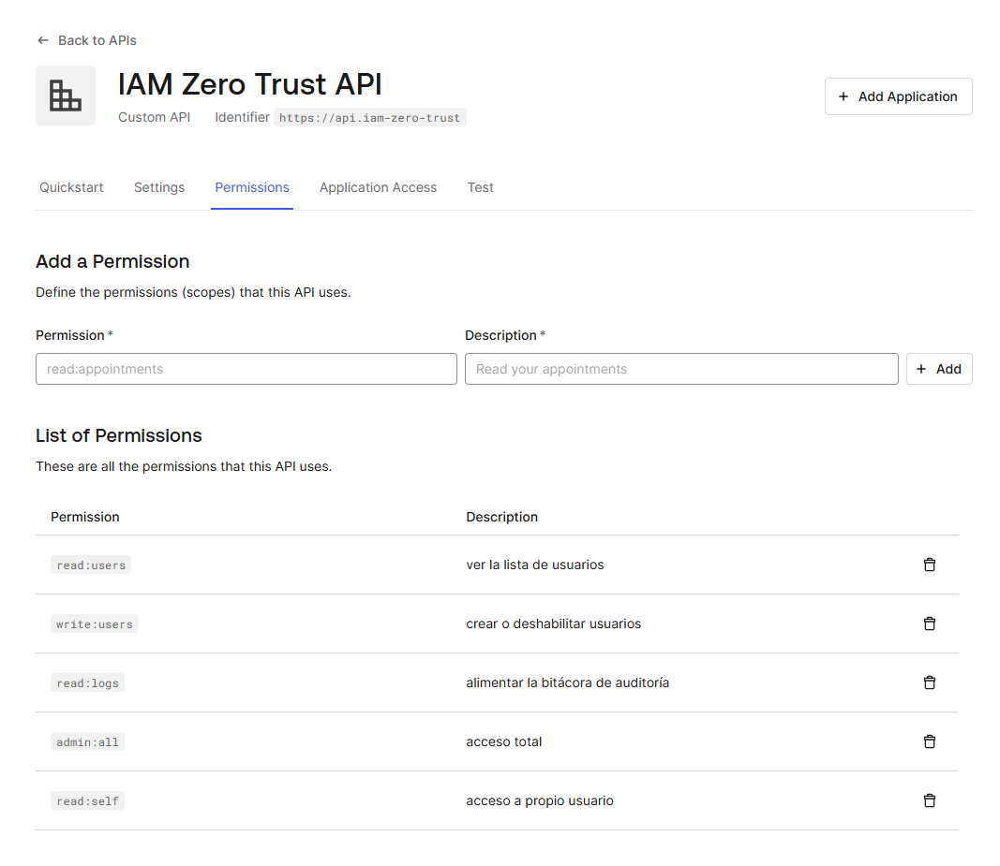 ← Back to APIs
IAM Zero Trust API
Custom API Identifier https://api.iam-zero-trust
+ Add Application
Quickstart Settings Permissions Application Access Test
Add a Permission
Define the permissions (scopes) that this API uses.
Permission * Description *
read:appointments Read your appointments + Add
List of Permissions
These are all the permissions that this API uses.
Permission Description
read:users ver la lista de usuarios
write:users crear o deshabilitar usuarios
read:logs alimentar la bitácora de auditoría
admin:all acceso total
read:self acceso a propio usuario